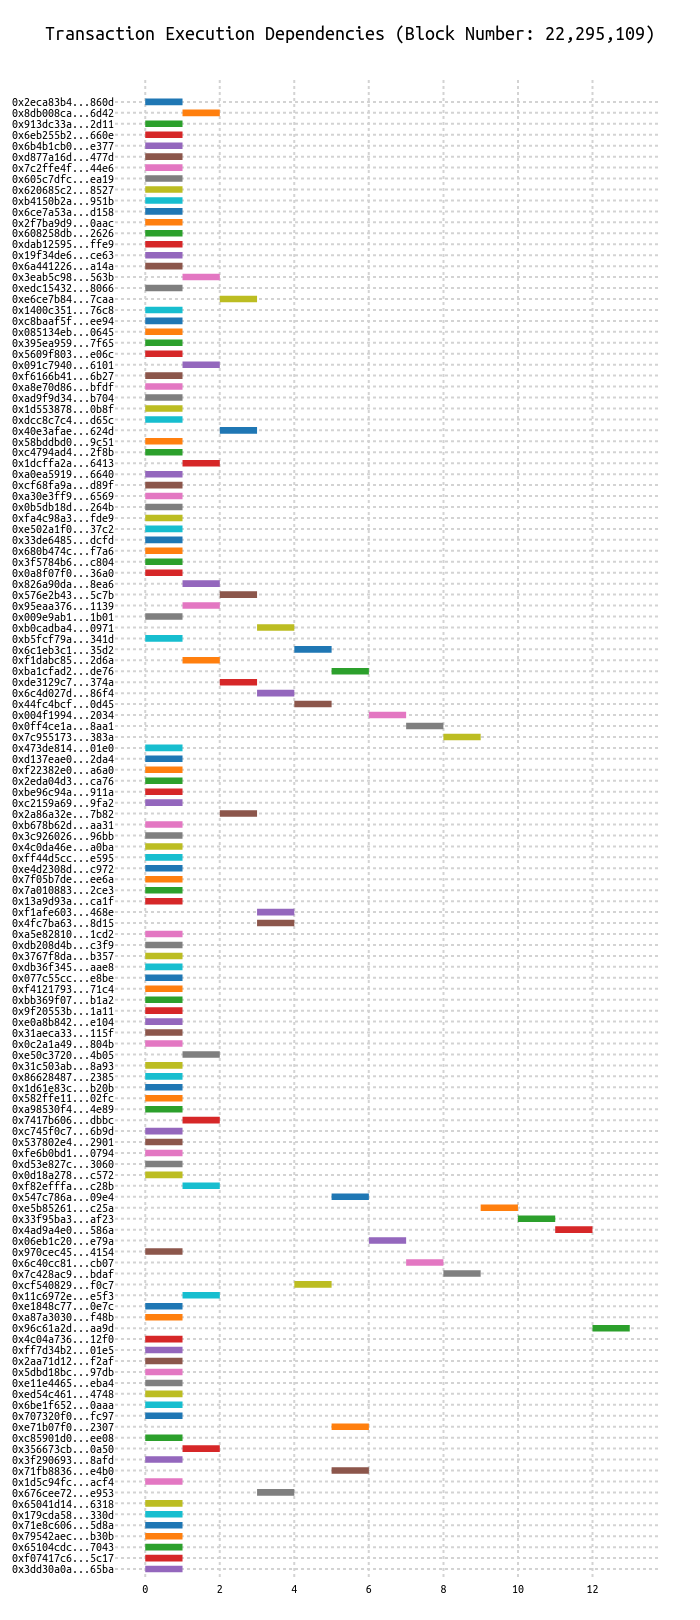 Transaction Execution Dependencies (Block Number: 22,295,109)
0x2eca83b4...860d
0x8db008ca...6d42
0x913dc33a...2d11
0x6eb255b2...660e
0x6b4b1cb0...e377
0xd877a16d...477d
0x7c2ffe4f...44e6
0x605c7dfc...ea19
0x620685c2...8527
0xb4150b2a...951b
0x6ce7a53a...d158
0x2f7ba9d9...0aac
0x608258db...2626
0xdab12595...ffe9
0x19f34de6...ce63
0x6a441226...a14a
0x3eab5c98...563b
0xedc15432...8066
0xe6ce7b84...7caa
0x1400c351...76c8
0xc8baaf5f...ee94
0x085134eb...0645
0x395ea959...7f65
0x5609f803...e06c
0x091c7940...6101
0xf6166b41...6b27
0xa8e70d86...bfdf
0xad9f9d34...b704
0x1d553878...0b8f
0xdcc8c7c4...d65c
0x40e3afae...624d
0x58bddbd0...9c51
0xc4794ad4...2f8b
0x1dcffa2a...6413
0xa0ea5919...6640
0xcf68fa9a...d89f
0xa30e3ff9...6569
0x0b5db18d...264b
0xfa4c98a3...fde9
0xe502a1f0...37c2
0x33de6485...dcfd
0x680b474c...f7a6
0x3f5784b6...c804
0x0a8f07f0...36a0
0x826a90da...8ea6
0x576e2b43...5c7b
0x95eaa376...1139
0x009e9ab1...1b01
0xb0cadba4...0971
0xb5fcf79a...341d
0x6c1eb3c1...35d2
0xf1dabc85...2d6a
0xba1cfad2...de76
0xde3129c7...374a
0x6c4d027d...86f4
0x44fc4bcf...0d45
0x004f1994...2034
0x0ff4ce1a...8aa1
0x7c955173...383a
0x473de814...01e0
0xd137eae0...2da4
0xf22382e0...a6a0
0x2eda04d3...ca76
0xbe96c94a...911a
0xc2159a69...9fa2
0x2a86a32e...7b82
0xb678b62d...aa31
0x3c926026...96bb
0x4c0da46e...a0ba
0xff44d5cc...e595
0xe4d2308d...c972
0x7f05b7de...ee6a
0x7a010883...2ce3
0x13a9d93a...ca1f
0xf1afe603...468e
0x4fc7ba63...8d15
0xa5e82810...1cd2
0xdb208d4b...c3f9
0x3767f8da...b357
0xdb36f345...aae8
0x077c55cc...e8be
0xf4121793...71c4
0xbb369f07...b1a2
0x9f20553b...1a11
0xe0a8b842...e104
0x31aeca33...115f
0x0c2a1a49...804b
0xe50c3720...4b05
0x31c503ab...8a93
0x86628487...2385
0x1d61e83c...b20b
0x582ffe11...02fc
0xa98530f4...4e89
0x7417b606...dbbc
0xc745f0c7...6b9d
0x537802e4...2901
0xfe6b0bd1...0794
0xd53e827c...3060
0x0d18a278...c572
0xf82efffa...c28b
0x547c786a...09e4
0xe5b85261...c25a
0x33f95ba3...af23
0x4ad9a4e0...586a
0x06eb1c20...e79a
0x970cec45...4154
0x6c40cc81...cb07
0x7c428ac9...bdaf
0xcf540829...f0c7
0x11c6972e...e5f3
0xe1848c77...0e7c
0xa87a3030...f48b
0x96c61a2d...aa9d
0x4c04a736...12f0
0xff7d34b2...01e5
0x2aa71d12...f2af
0x5dbd18bc...97db
0xe11e4465...eba4
0xed54c461...4748
0x6be1f652...0aaa
0x707320f0...fc97
0xe71b07f0...2307
0xc85901d0...ee08
0x356673cb...0a50
0x3f290693...8afd
0x71fb8836...e4b0
0x1d5c94fc...acf4
0x676cee72...e953
0x65041d14...6318
0x179cda58...330d
0x71e8c606...5d8a
0x79542aec...b30b
0x65104cdc...7043
0xf07417c6...5c17
0x3dd30a0a...65ba
0 2 4 6 8 10 12